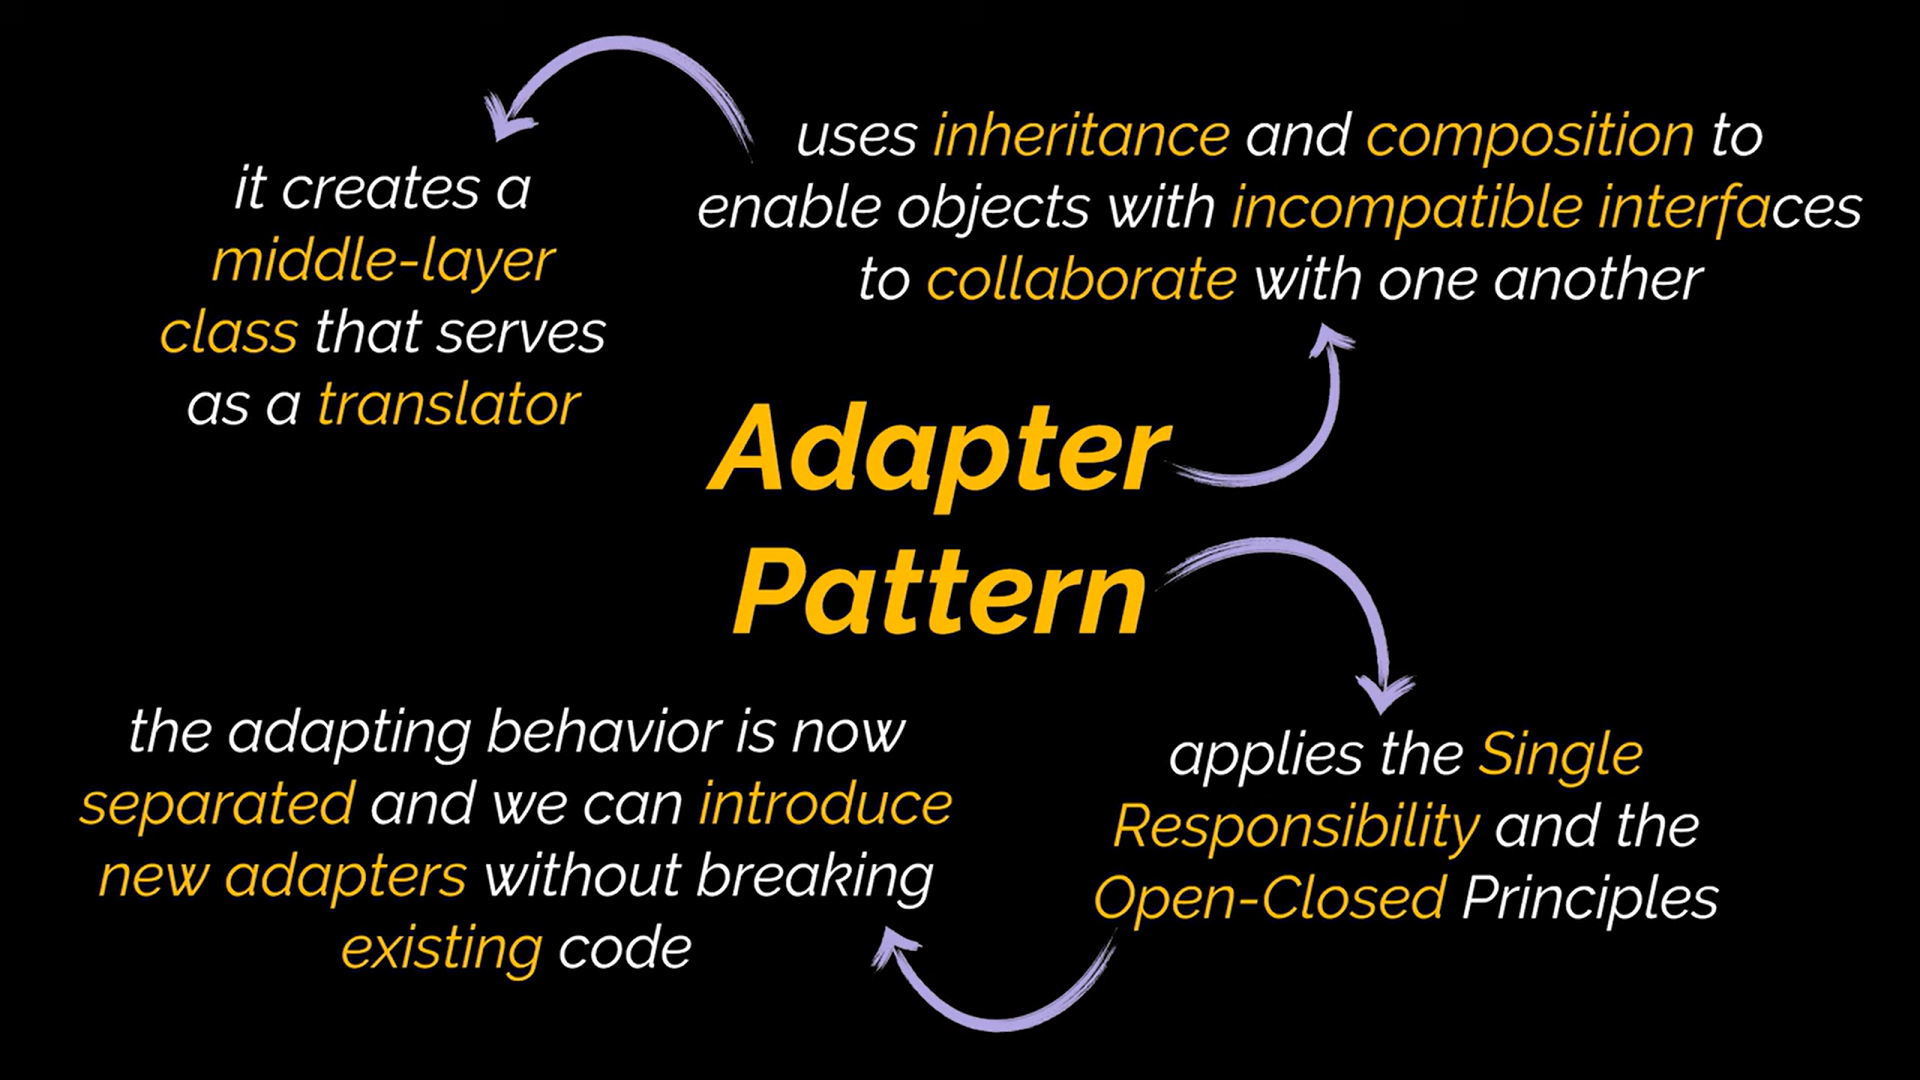 uses inheritance and composition to
enable objects with incompatible interfaces
to collaborate with one another
it creates a
middle-layer
class that serves
as a translator
Adapter
Pattern
applies the Single
Responsibility and the
Open-Closed Principles
the adapting behavior is now
separated and we can introduce
new adapters without breaking
existing code